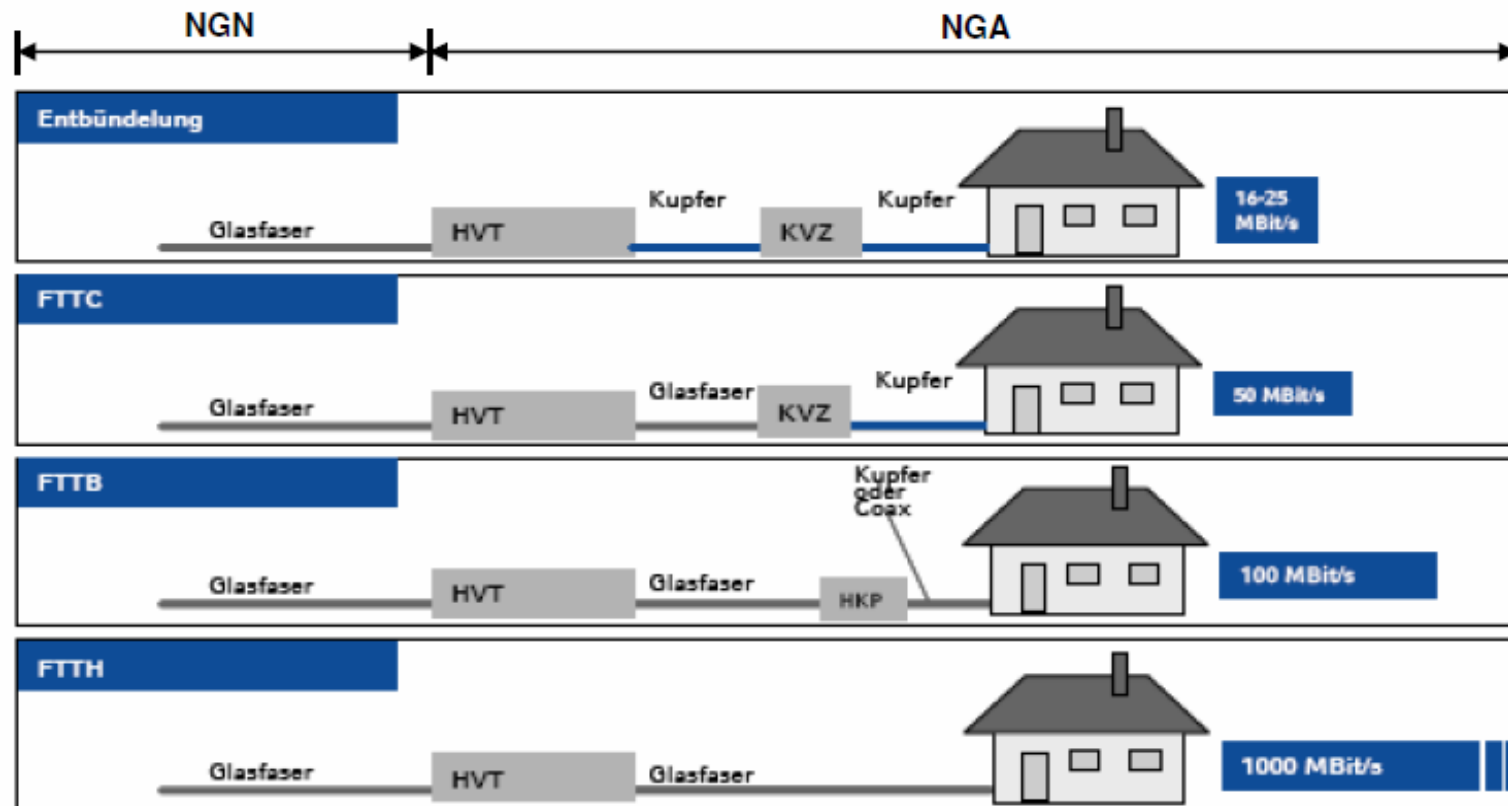 NGN NGA
Entbündelung
Glasfaser HVT Kupfer KVZ Kupfer
16-25
MBit/s
FTTC
Glasfaser HVT Glasfaser KVZ Kupfer
50 MBit/s
FTTB
Kupfer
oder
Coax
Glasfaser HVT Glasfaser HKP
100 MBit/s
FTTH
Glasfaser HVT Glasfaser
1000 MBit/s